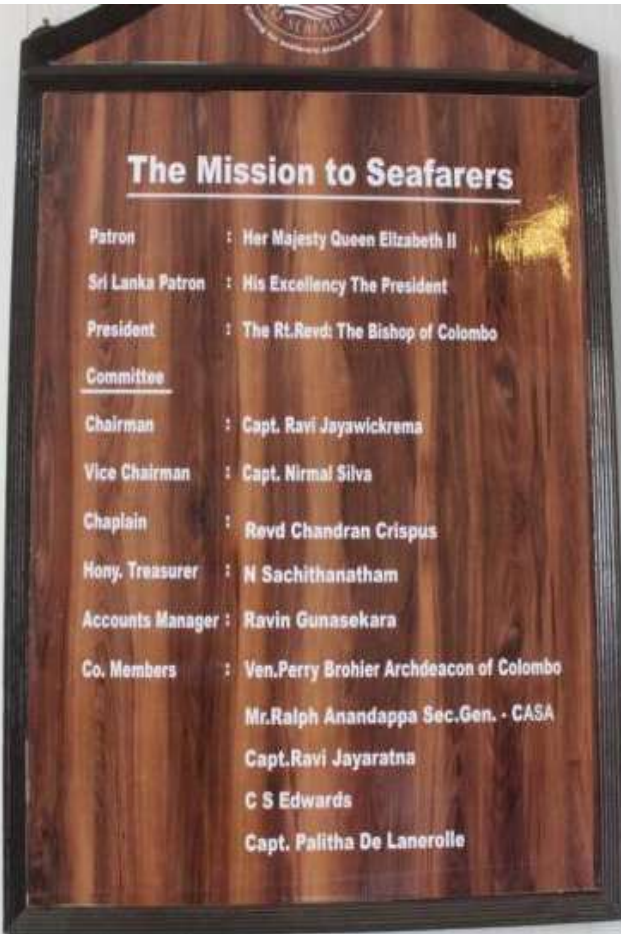 TO SEAFARERS
The Mission to Seafarers
Patron : Her Majesty Queen Elizabeth II
Sri Lanka Patron : His Excellency The President
President : The Rt.Revd: The Bishop of Colombo
Committee
Chairman : Capt. Ravi Jayawickrema
Vice Chairman : Capt. Nirmal Silva
Chaplain : Revd Chandran Crispus
Hony. Treasurer : N Sachithanatham
Accounts Manager : Ravin Gunasekara
Co. Members : Ven.Perry Brohier Archdeacon of Colombo
Mr.Ralph Anandappa Sec.Gen. - CASA
Capt.Ravi Jayaratna
C S Edwards
Capt. Palitha De Lanerolle